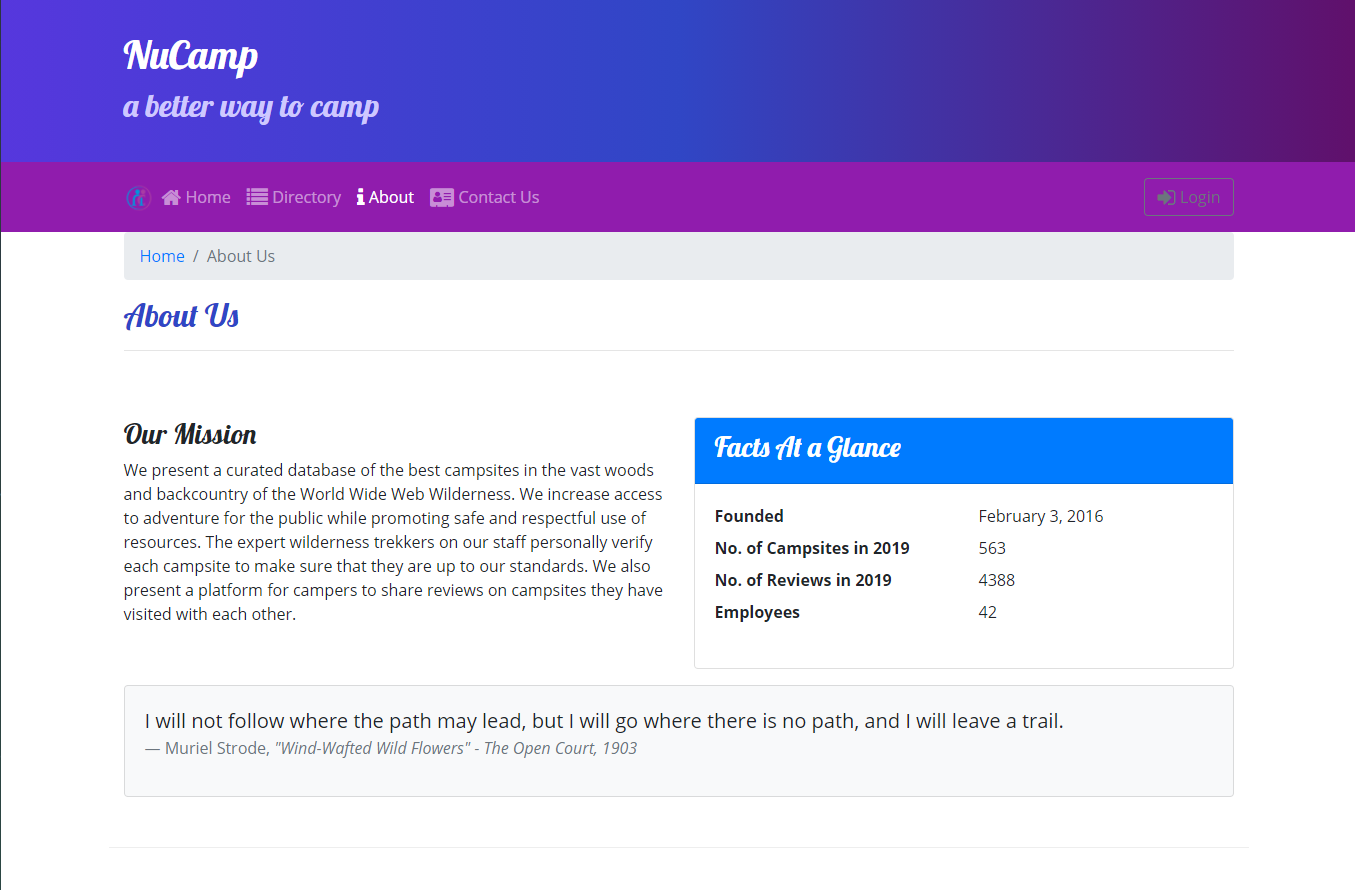 NuCamp
a better way to camp
Home Directory About Contact Us Login
Home / About Us
About Us
Our Mission
We present a curated database of the best campsites in the vast woods
and backcountry of the World Wide Web Wilderness. We increase access
to adventure for the public while promoting safe and respectful use of
resources. The expert wilderness trekkers on our staff personally verify
each campsite to make sure that they are up to our standards. We also
present a platform for campers to share reviews on campsites they have
visited with each other.
Facts At a Glance
Founded February 3, 2016
No. of Campsites in 2019 563
No. of Reviews in 2019 4388
Employees 42
I will not follow where the path may lead, but I will go where there is no path, and I will leave a trail.
— Muriel Strode, "Wind-Wafted Wild Flowers" - The Open Court, 1903